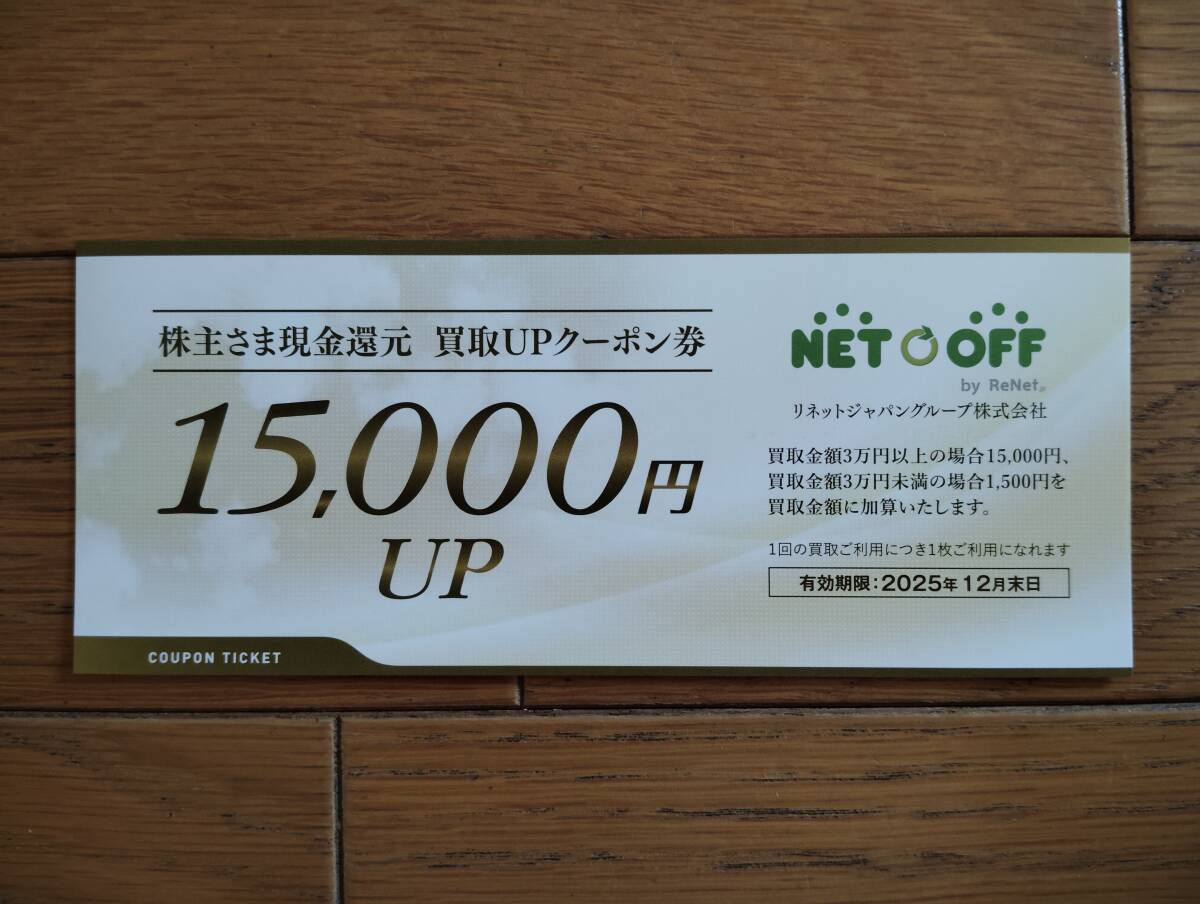 株主さま現金還元 買取UPクーポン券
15,000円
UP
COUPON TICKET
NET OFF
by ReNet
リネットジャパングループ株式会社
買取金額3万円以上の場合15,000円、
買取金額3万円未満の場合1,500円を
買取金額に加算いたします。
1回の買取ご利用につき1枚ご利用になれます
有効期限：2025年12月末日